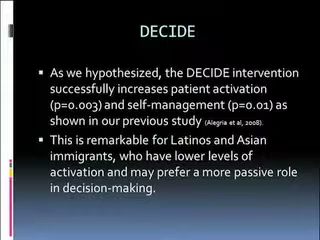 DECIDE
▪ As we hypothesized, the DECIDE intervention
successfully increases patient activation
(p=0.003) and self-management (p=0.01) as
shown in our previous study (Alegria et al, 2008).
▪ This is remarkable for Latinos and Asian
immigrants, who have lower levels of
activation and may prefer a more passive role
in decision-making.